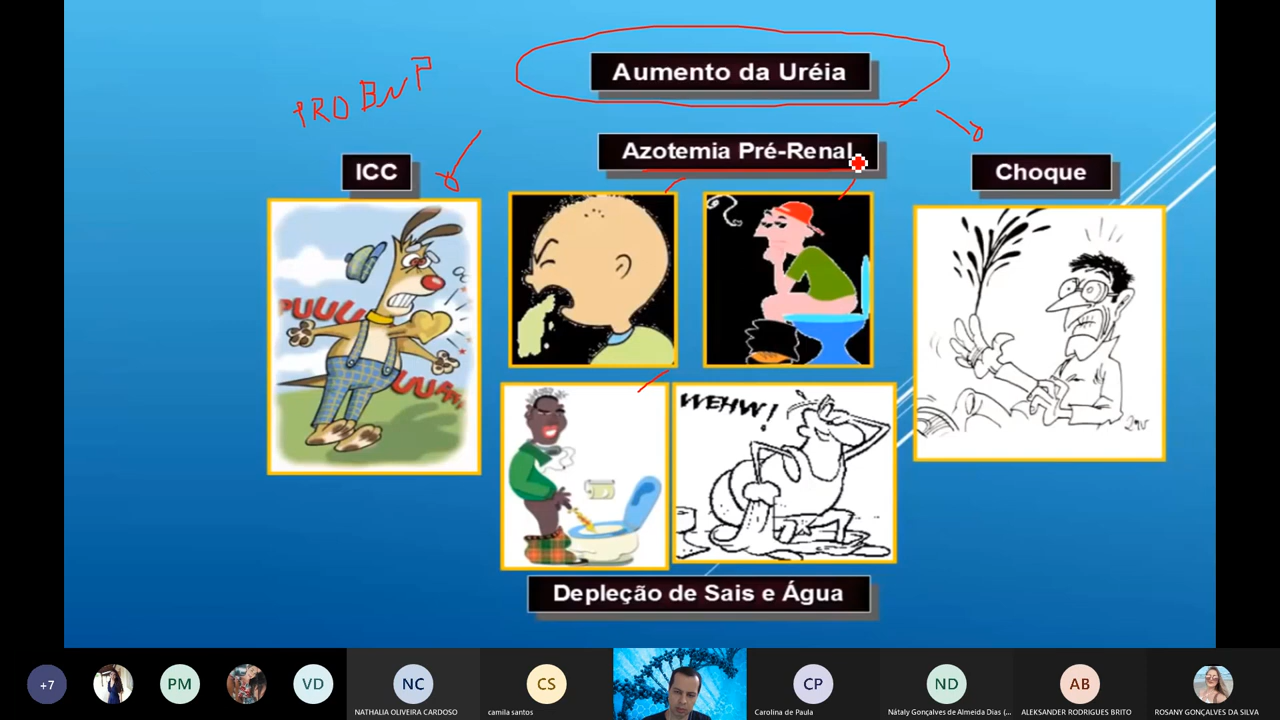 Aumento da Uréia
PRO BNP
Azotemia Pré-Renal
ICC
Choque
PUUU
UUAA
WEHW!
Depleção de Sais e Água
+7
PM
VD
NC
CS
CP
ND
AB
NATHALIA OLIVEIRA CARDOSO
camila santos
Carolina de Paula
Nátaly Gonçalves de Almeida Dias (...
ALEKSANDER RODRIGUES BRITO
ROSANY GONÇALVES DA SILVA